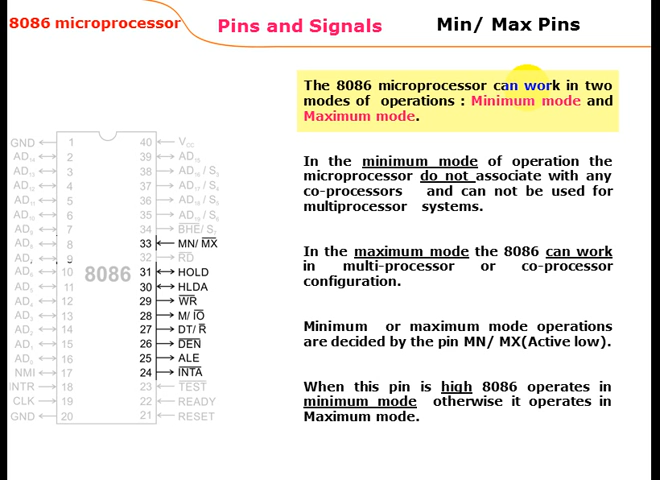 8086 microprocessor
Pins and Signals
Min/ Max Pins
The 8086 microprocessor can work in two
modes of operations : Minimum mode and
Maximum mode.
In the minimum mode of operation the
microprocessor do not associate with any
co-processors and can not be used for
multiprocessor systems.
In the maximum mode the 8086 can work
in multi-processor or co-processor
configuration.
Minimum or maximum mode operations
are decided by the pin MN/ MX(Active low).
When this pin is high 8086 operates in
minimum mode otherwise it operates in
Maximum mode.
8086
GND 1 40 V
2 39
3 38
4 37
5 36
6 35
7 34 BHE/ S₇
8 33 MN/ MX
9 32 RD
10 31 HOLD
11 30 HLDA
12 29 WR
13 28 M/ IO
14 27 DT/ R
15 26 DEN
16 25 ALE
NMI 17 24 INTA
INTR 18 23 TEST
CLK 19 22 READY
GND 20 21 RESET